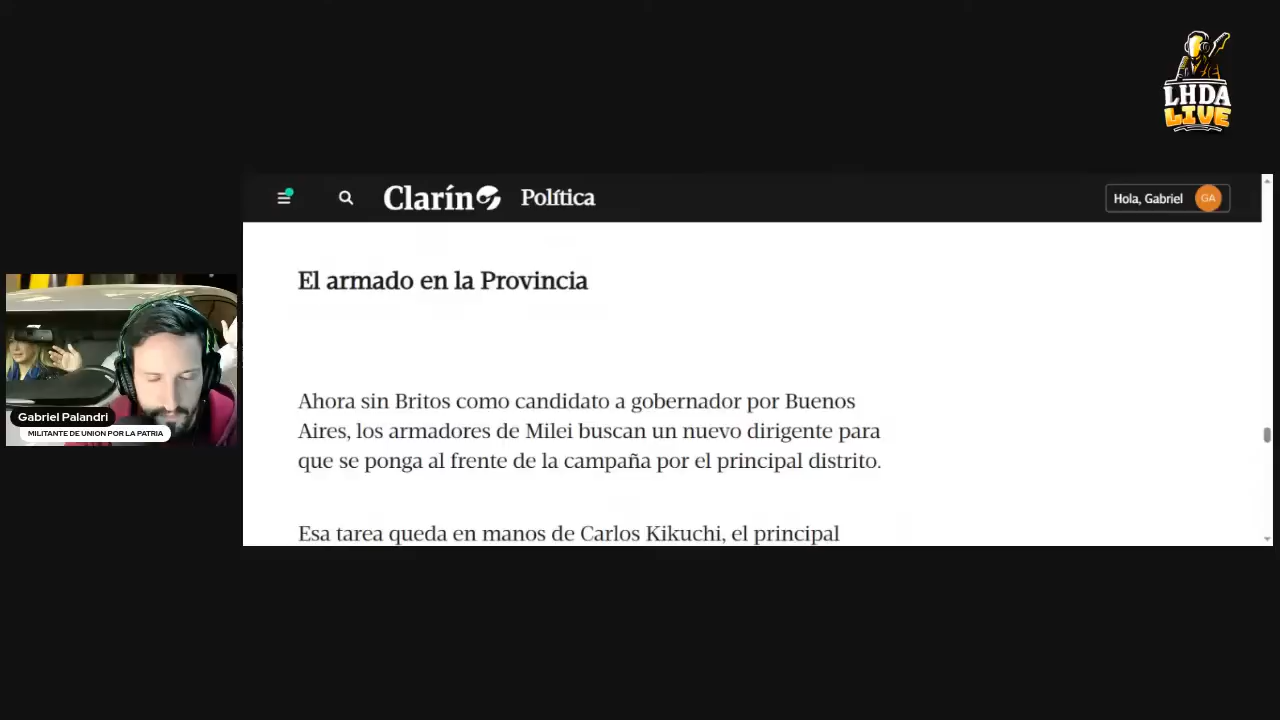 LHDA
LIVE
Clarín
Política
Hola, Gabriel
GA
El armado en la Provincia
Ahora sin Britos como candidato a gobernador por Buenos
Aires, los armadores de Milei buscan un nuevo dirigente para
que se ponga al frente de la campaña por el principal distrito.
Esa tarea queda en manos de Carlos Kikuchi, el principal
Gabriel Palandri
MILITANTE DE UNION POR LA PATRIA